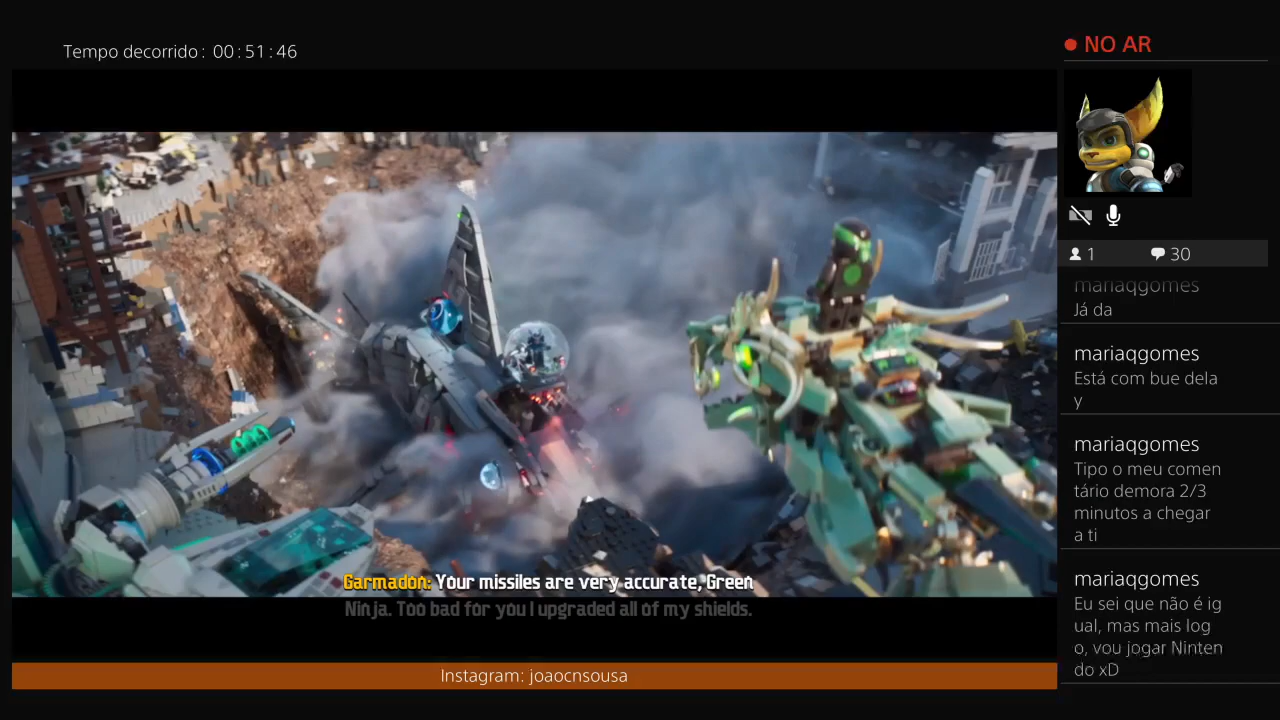 Tempo decorrido: 00:51:46
NO AR
1
30
mariaqgomes
Já da
mariaqgomes
Está com bue dela
y
mariaqgomes
Tipo o meu comen
tário demora 2/3
minutos a chegar
a ti
mariaqgomes
Eu sei que não é ig
ual, mas mais log
o, vou jogar Ninten
do xD
Garmadon: Your missiles are very accurate, Green
Ninja. Too bad for you I upgraded all of my shields.
Instagram: joaocnsousa